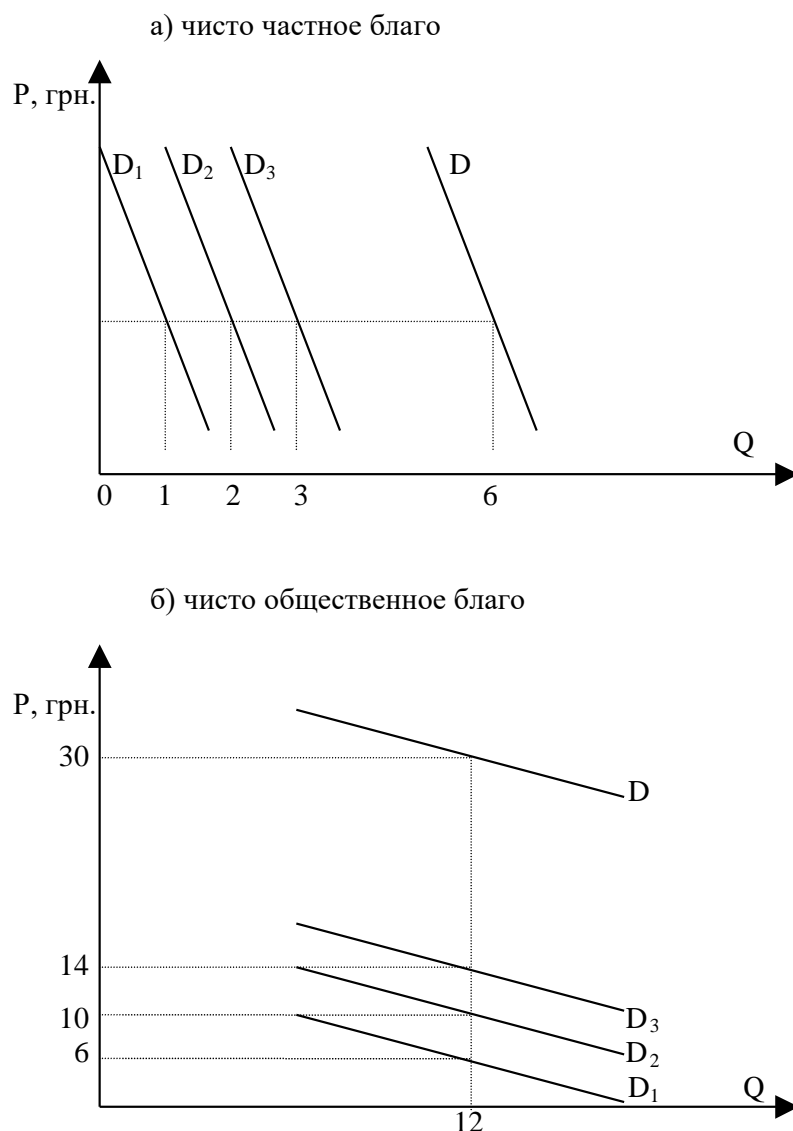 а) чисто частное благо
P, грн.
D₁ D₂ D₃ D
Q
0 1 2 3 6
б) чисто общественное благо
P, грн.
30
D
14
10
D₃
6
D₂
D₁ Q
12